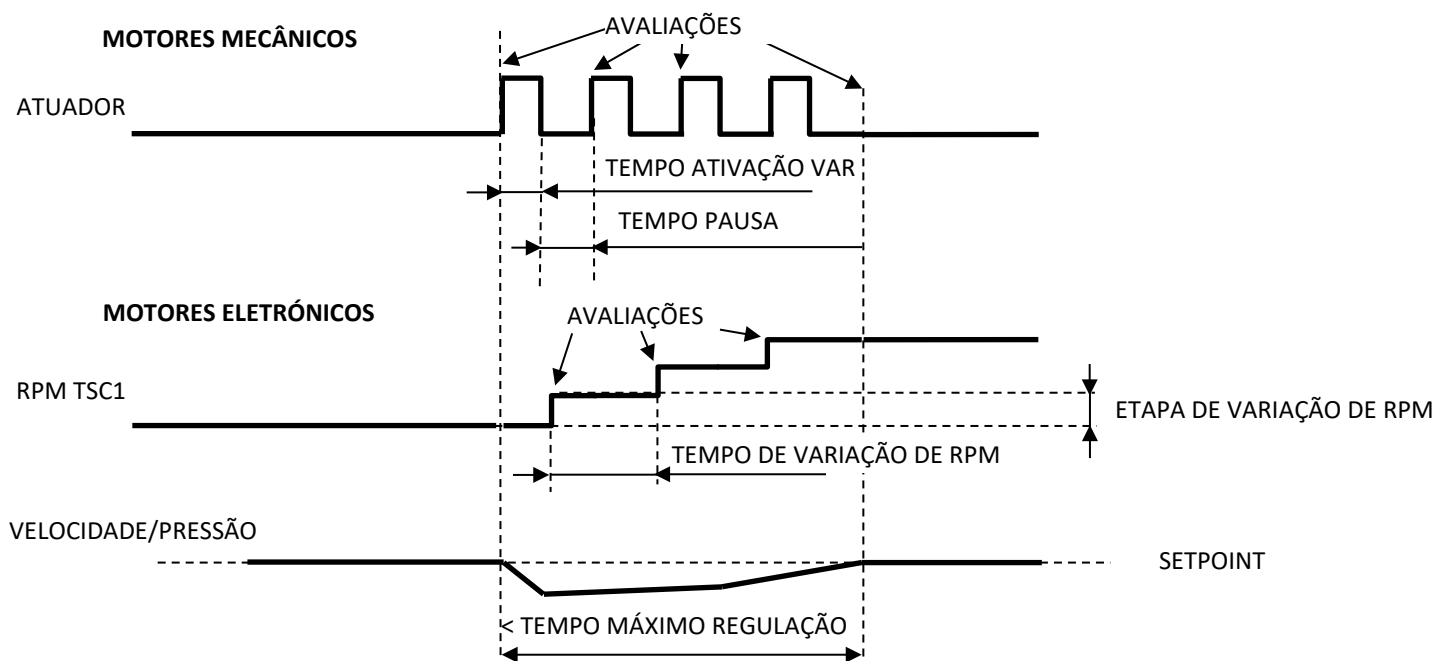 AVALIAÇÕES
MOTORES MECÂNICOS
ATUADOR
TEMPO ATIVAÇÃO VAR
TEMPO PAUSA
MOTORES ELETRÓNICOS
AVALIAÇÕES
RPM TSC1
ETAPA DE VARIAÇÃO DE RPM
TEMPO DE VARIAÇÃO DE RPM
VELOCIDADE/PRESSÃO
SETPOINT
< TEMPO MÁXIMO REGULAÇÃO